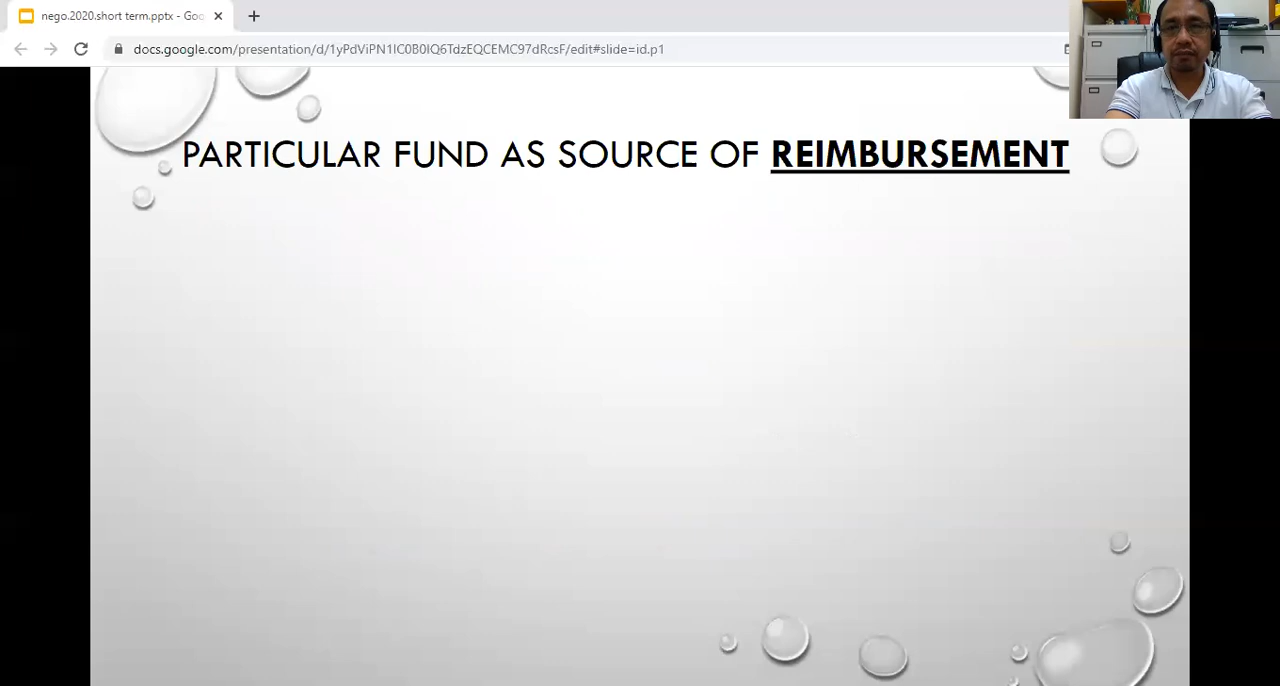 nego.2020.short term.pptx - Goo
docs.google.com/presentation/d/1yPdViPN1lC0B0IQ6TdzEQCEMC97dRcsF/edit#slide=id.p1
PARTICULAR FUND AS SOURCE OF REIMBURSEMENT